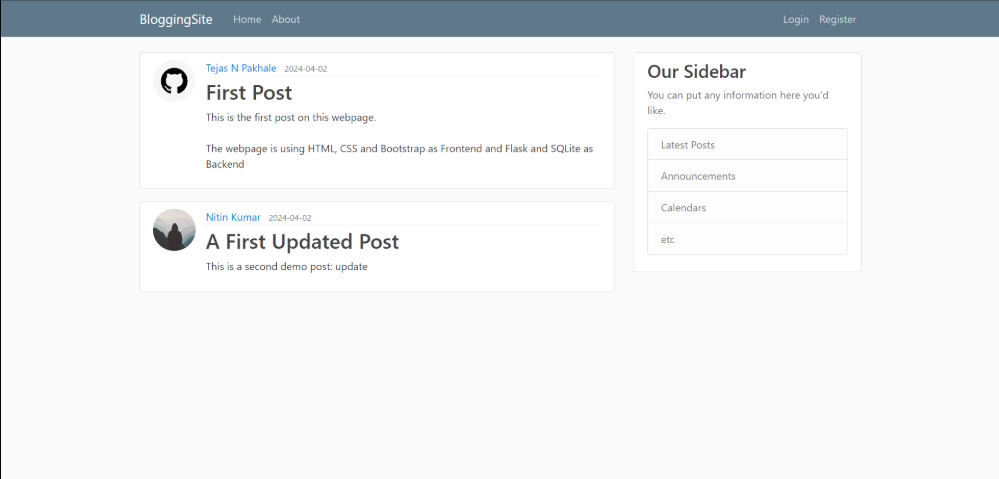 BloggingSite Home About Login Register
Tejas N Pakhale 2024-04-02
First Post
This is the first post on this webpage.
The webpage is using HTML, CSS and Bootstrap as Frontend and Flask and SQLite as
Backend
Nitin Kumar 2024-04-02
A First Updated Post
This is a second demo post: update
Our Sidebar
You can put any information here you'd
like.
Latest Posts
Announcements
Calendars
etc